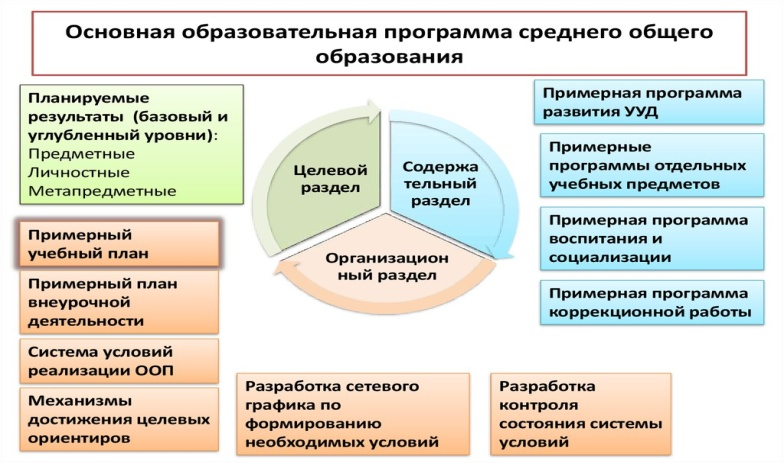 Основная образовательная программа среднего общего
образования
Планируемые
результаты (базовый и
углубленный уровни):
Предметные
Личностные
Метапредметные
Примерный
учебный план
Примерный план
внеурочной
деятельности
Система условий
реализации ООП
Механизмы
достижения целевых
ориентиров
Целевой
раздел
Содержа
тельный
раздел
Организацион
ный раздел
Примерная программа
развития УУД
Примерные
программы отдельных
учебных предметов
Примерная программа
воспитания и
социализации
Примерная программа
коррекционной работы
Разработка сетевого
графика по
формированию
необходимых условий
Разработка
контроля
состояния системы
условий